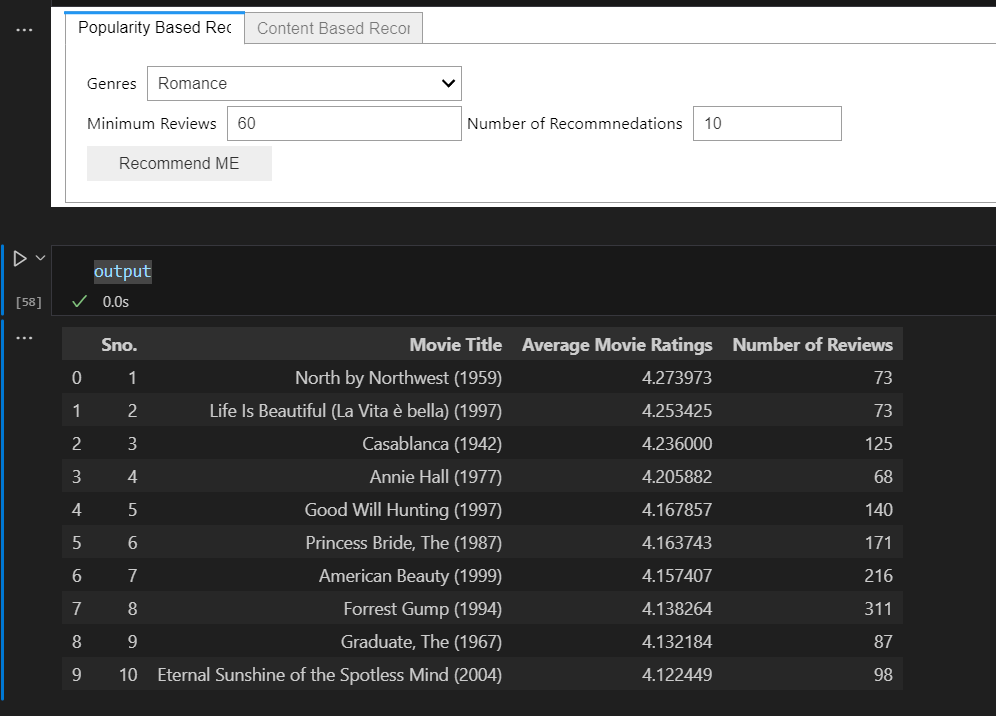 Popularity Based Rec Content Based Recor
Genres Romance
Minimum Reviews 60 Number of Recommnedations 10
Recommend ME
output
[58] 0.0s
Sno. Movie Title Average Movie Ratings Number of Reviews
0 1 North by Northwest (1959) 4.273973 73
1 2 Life Is Beautiful (La Vita è bella) (1997) 4.253425 73
2 3 Casablanca (1942) 4.236000 125
3 4 Annie Hall (1977) 4.205882 68
4 5 Good Will Hunting (1997) 4.167857 140
5 6 Princess Bride, The (1987) 4.163743 171
6 7 American Beauty (1999) 4.157407 216
7 8 Forrest Gump (1994) 4.138264 311
8 9 Graduate, The (1967) 4.132184 87
9 10 Eternal Sunshine of the Spotless Mind (2004) 4.122449 98